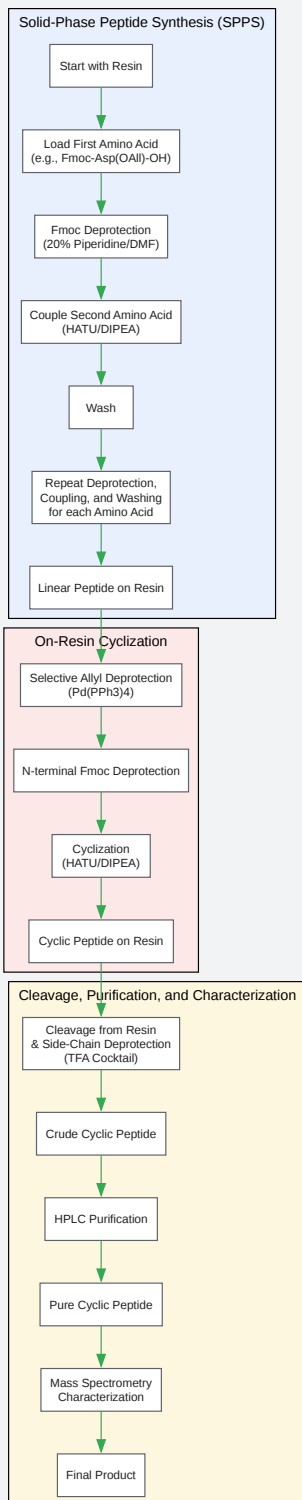 Solid-Phase Peptide Synthesis (SPPS)
Start with Resin
Load First Amino Acid
(e.g., Fmoc-Asp(OAll)-OH)
Fmoc Deprotection
(20% Piperidine/DMF)
Couple Second Amino Acid
(HATU/DIPEA)
Wash
Repeat Deprotection,
Coupling, and Washing
for each Amino Acid
Linear Peptide on Resin
On-Resin Cyclization
Selective Allyl Deprotection
(Pd(PPh3)4)
N-terminal Fmoc Deprotection
Cyclization
(HATU/DIPEA)
Cyclic Peptide on Resin
Cleavage, Purification, and Characterization
Cleavage from Resin
& Side-Chain Deprotection
(TFA Cocktail)
Crude Cyclic Peptide
HPLC Purification
Pure Cyclic Peptide
Mass Spectrometry
Characterization
Final Product